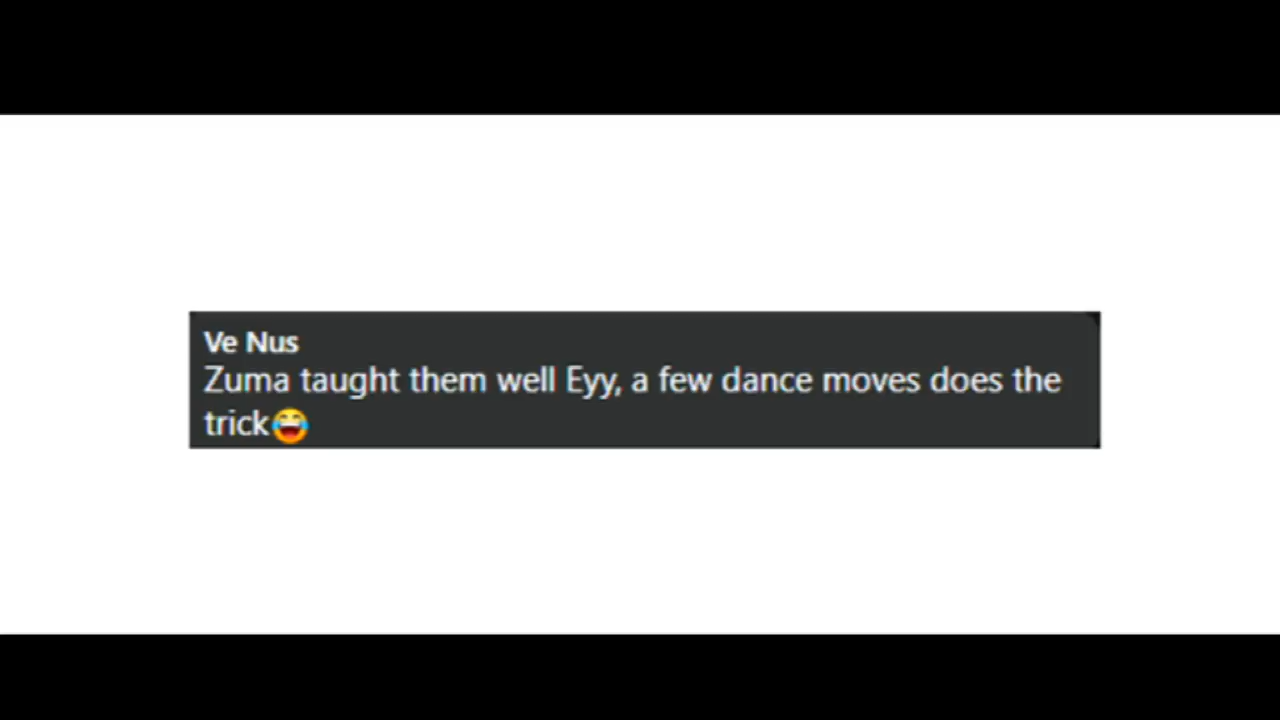 Ve Nus
Zuma taught them well Eyy, a few dance moves does the
trick😂